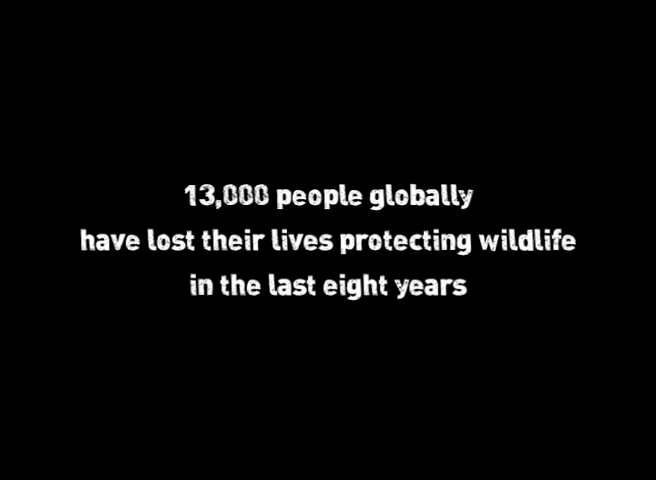 13,000 people globally
have lost their lives protecting wildlife
in the last eight years